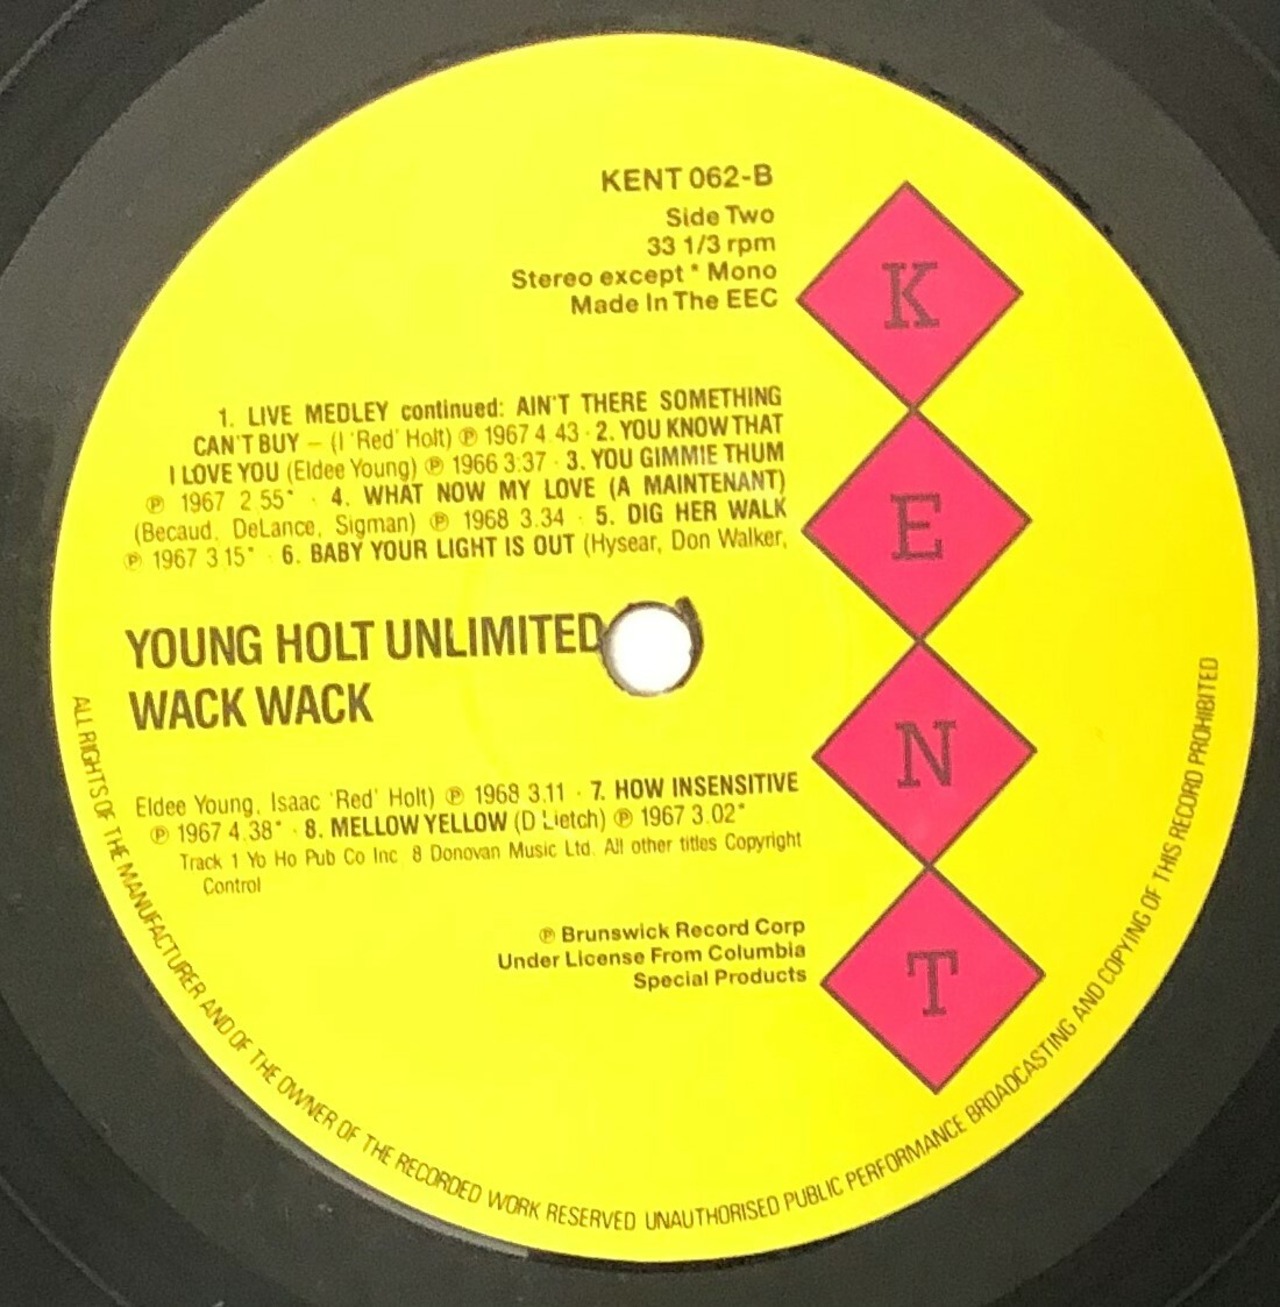 KENT 062-B
Side Two
33 1/3 rpm
Stereo except * Mono
Made In The EEC
1. LIVE MEDLEY continued: AIN'T THERE SOMETHING
CAN'T BUY – (I 'Red' Holt) ℗ 1967 4.43 · 2. YOU KNOW THAT
I LOVE YOU (Eldee Young) ℗ 1966 3:37 · 3. YOU GIMMIE THUM
℗ 1967 2.55* · 4. WHAT NOW MY LOVE (A MAINTENANT)
(Becaud, DeLance, Sigman) ℗ 1968 3.34 · 5. DIG HER WALK
℗ 1967 3.15* · 6. BABY YOUR LIGHT IS OUT (Hysear, Don Walker,
YOUNG HOLT UNLIMITED
WACK WACK
Eldee Young, Isaac 'Red' Holt) ℗ 1968 3.11 · 7. HOW INSENSITIVE
℗ 1967 4.38* · 8. MELLOW YELLOW (D Lietch) ℗ 1967 3.02*
Track 1 Yo Ho Pub Co Inc 8 Donovan Music Ltd. All other titles Copyright
Control
℗ Brunswick Record Corp
Under License From Columbia
Special Products
K
E
N
T
ALL RIGHTS OF THE MANUFACTURER AND OF THE OWNER OF THE RECORDED WORK RESERVED UNAUTHORISED PUBLIC PERFORMANCE BROADCASTING AND COPYING OF THIS RECORD PROHIBITED